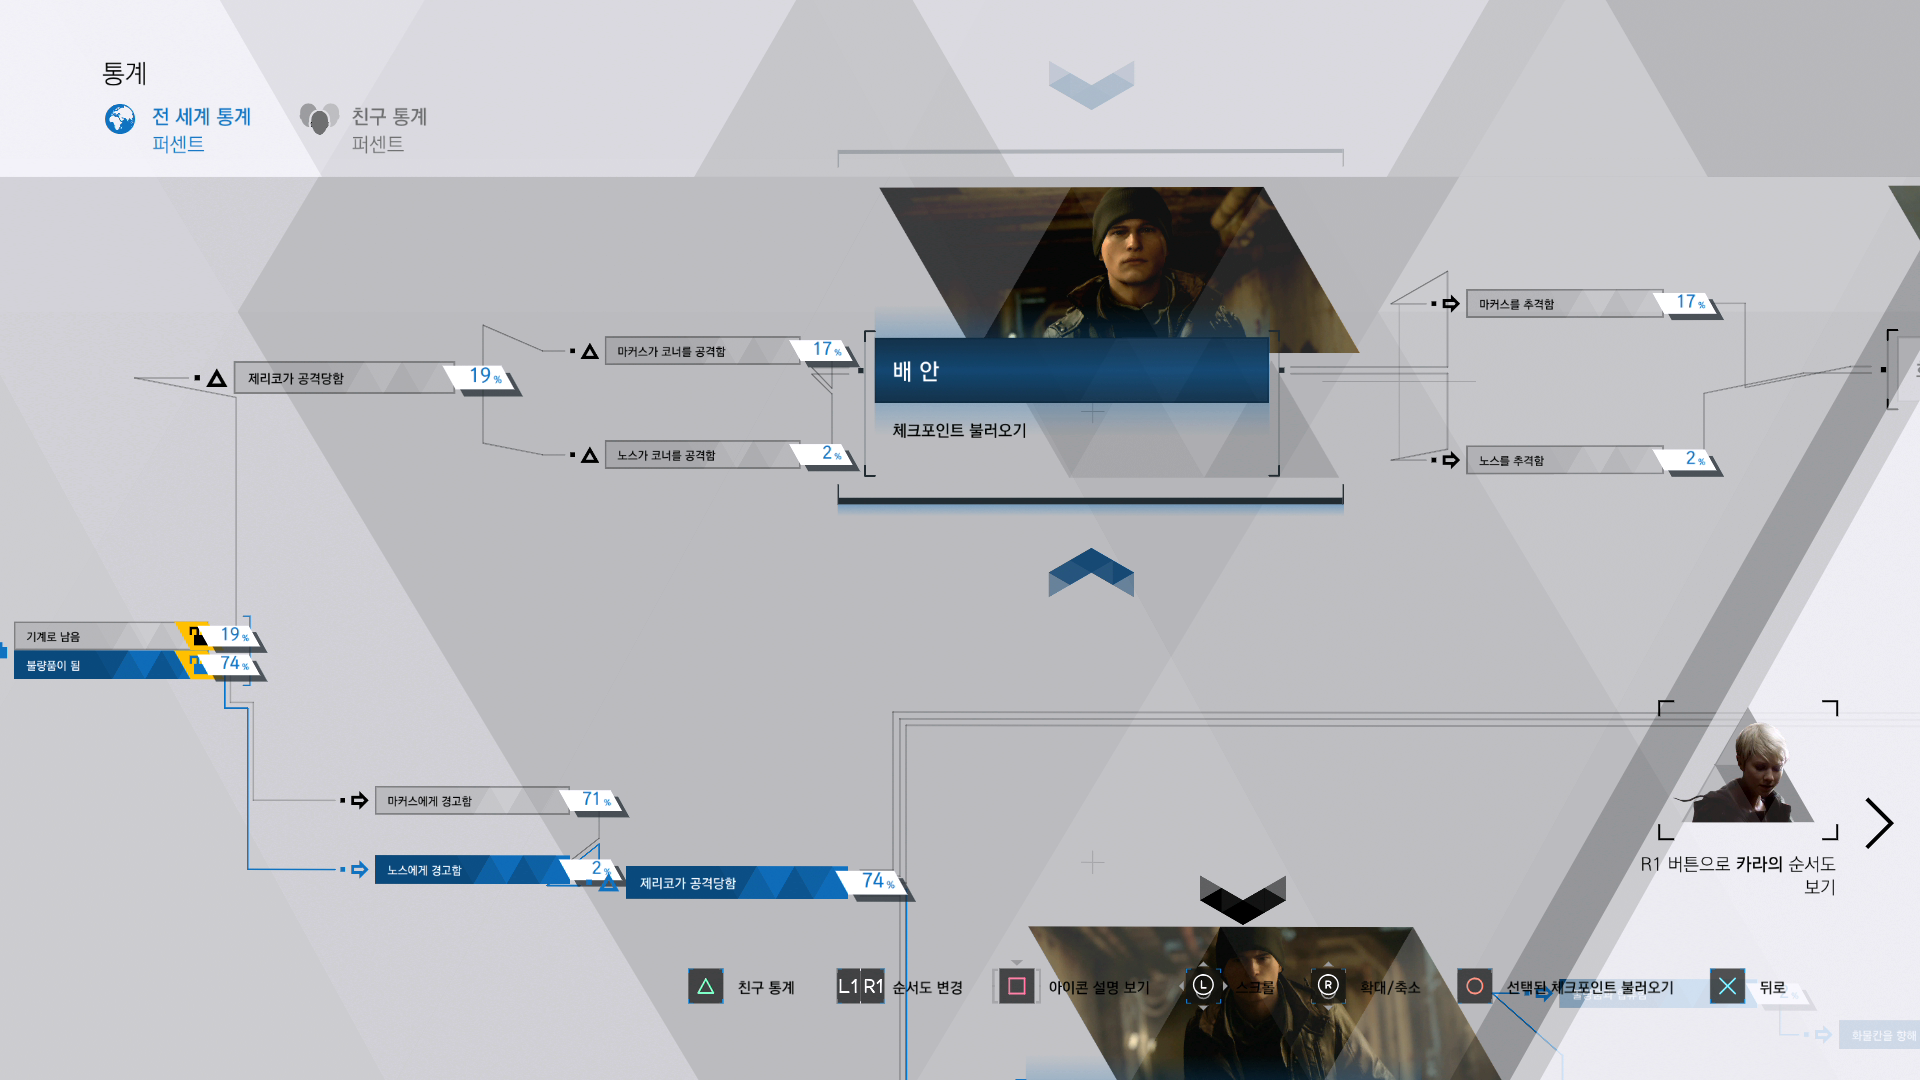 통계
전 세계 통계
퍼센트
친구 통계
퍼센트
제리코가 공격당함 19%
마커스가 코너를 공격함 17%
노스가 코너를 공격함 2%
배 안
체크포인트 불러오기
마커스를 추격함 17%
노스를 추격함 2%
기계로 남음 19%
불량품이 됨 74%
마커스에게 경고함 71%
노스에게 경고함 2%
제리코가 공격당함 74%
R1 버튼으로 카라의 순서도
보기
친구 통계
L1 R1 순서도 변경
아이콘 설명 보기
L 스크롤
R 확대/축소
선택된 체크포인트 불러오기
뒤로
화물칸을 향해